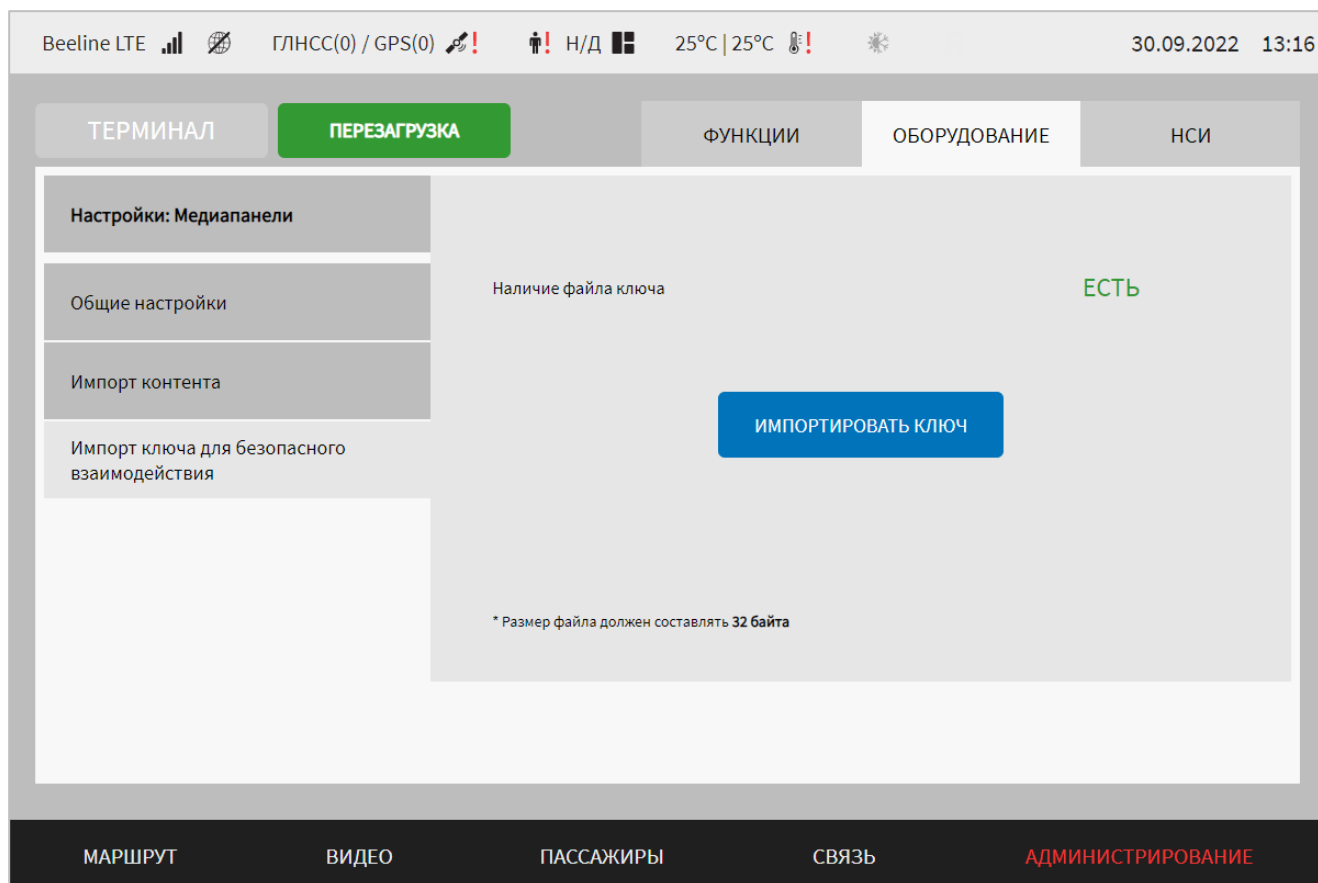 Beeline LTE ГЛНСС(0) / GPS(0) ! ! Н/Д 25°C | 25°C ! 30.09.2022 13:16
ТЕРМИНАЛ ПЕРЕЗАГРУЗКА ФУНКЦИИ ОБОРУДОВАНИЕ НСИ
Настройки: Медиапанели
Общие настройки
Импорт контента
Импорт ключа для безопасного
взаимодействия
Наличие файла ключа ЕСТЬ
ИМПОРТИРОВАТЬ КЛЮЧ
* Размер файла должен составлять 32 байта
МАРШРУТ ВИДЕО ПАССАЖИРЫ СВЯЗЬ АДМИНИСТРИРОВАНИЕ